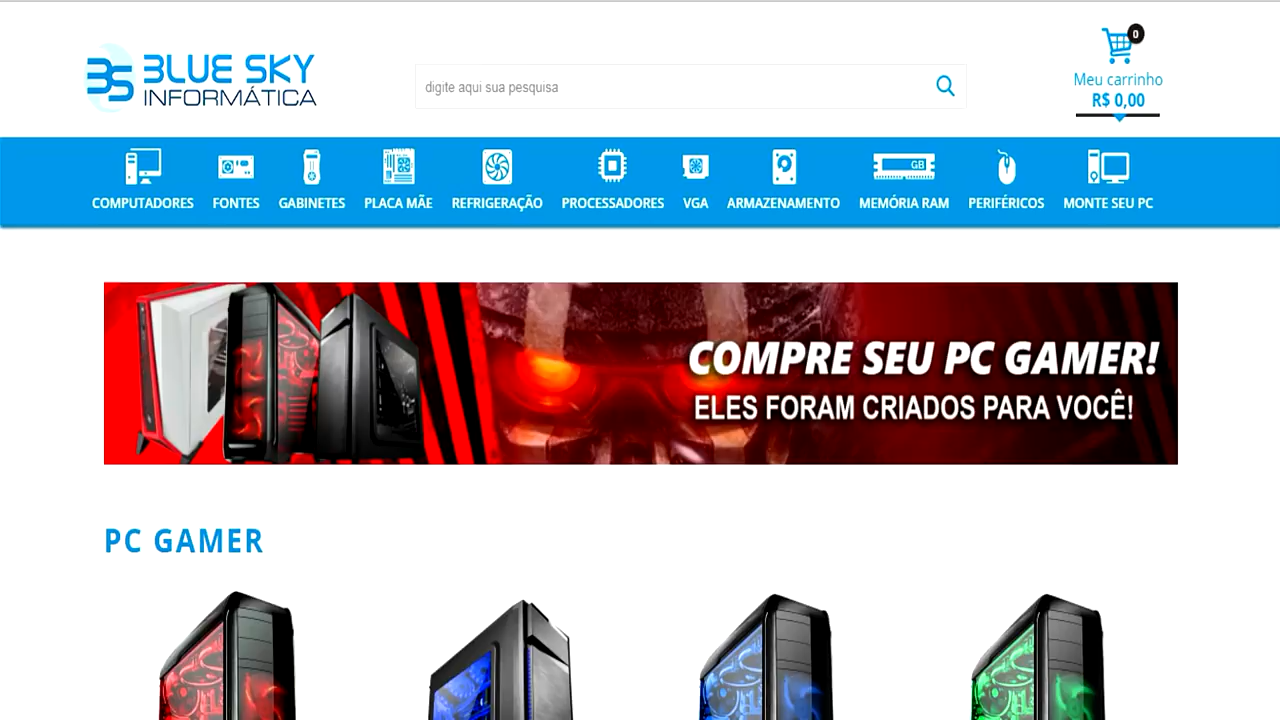 BS BLUE SKY
INFORMÁTICA
digite aqui sua pesquisa
0
Meu carrinho
R$ 0,00
COMPUTADORES FONTES GABINETES PLACA MÃE REFRIGERAÇÃO PROCESSADORES VGA ARMAZENAMENTO GB MEMÓRIA RAM PERIFÉRICOS MONTE SEU PC
COMPRE SEU PC GAMER!
ELES FORAM CRIADOS PARA VOCÊ!
PC GAMER